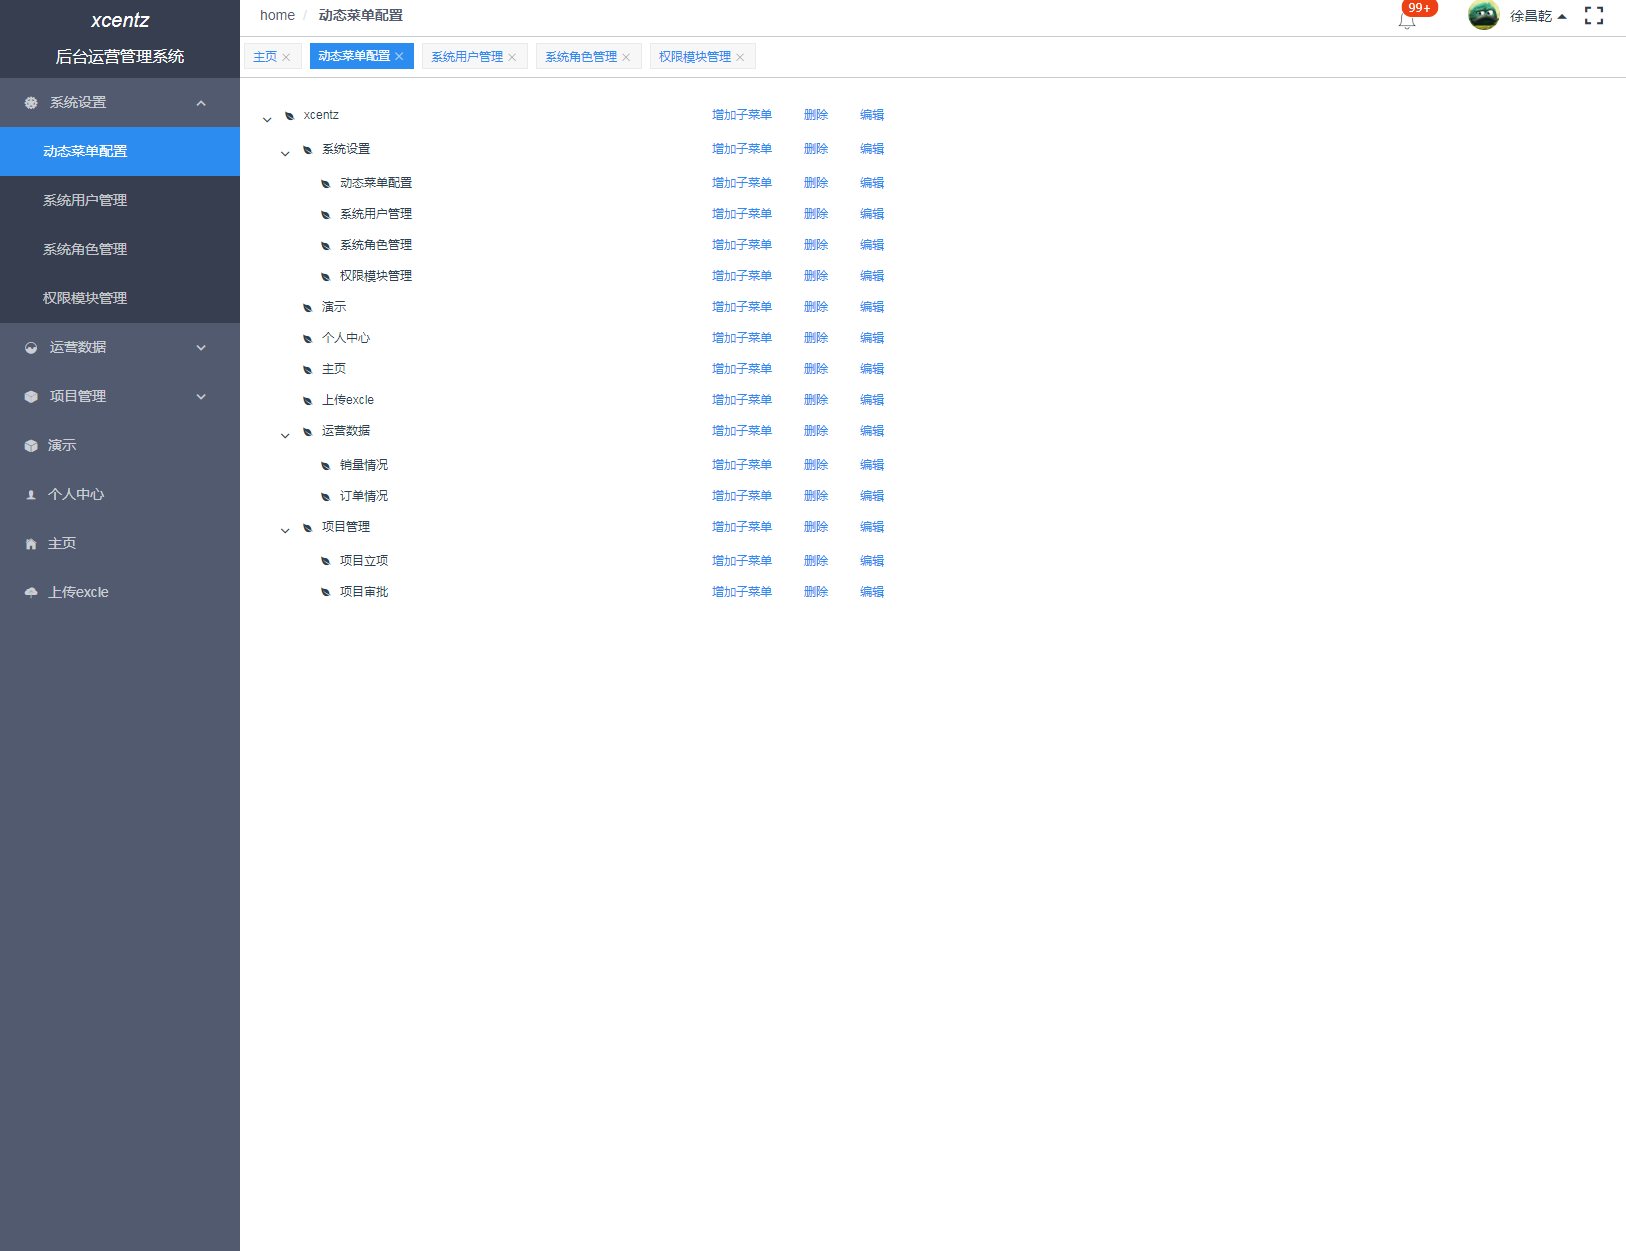 xcentz
后台运营管理系统
系统设置
动态菜单配置
系统用户管理
系统角色管理
权限模块管理
运营数据
项目管理
演示
个人中心
主页
上传excle
home / 动态菜单配置
99+
徐昌乾
主页 动态菜单配置 系统用户管理 系统角色管理 权限模块管理
xcentz 增加子菜单 删除 编辑
系统设置 增加子菜单 删除 编辑
动态菜单配置 增加子菜单 删除 编辑
系统用户管理 增加子菜单 删除 编辑
系统角色管理 增加子菜单 删除 编辑
权限模块管理 增加子菜单 删除 编辑
演示 增加子菜单 删除 编辑
个人中心 增加子菜单 删除 编辑
主页 增加子菜单 删除 编辑
上传excle 增加子菜单 删除 编辑
运营数据 增加子菜单 删除 编辑
销量情况 增加子菜单 删除 编辑
订单情况 增加子菜单 删除 编辑
项目管理 增加子菜单 删除 编辑
项目立项 增加子菜单 删除 编辑
项目审批 增加子菜单 删除 编辑